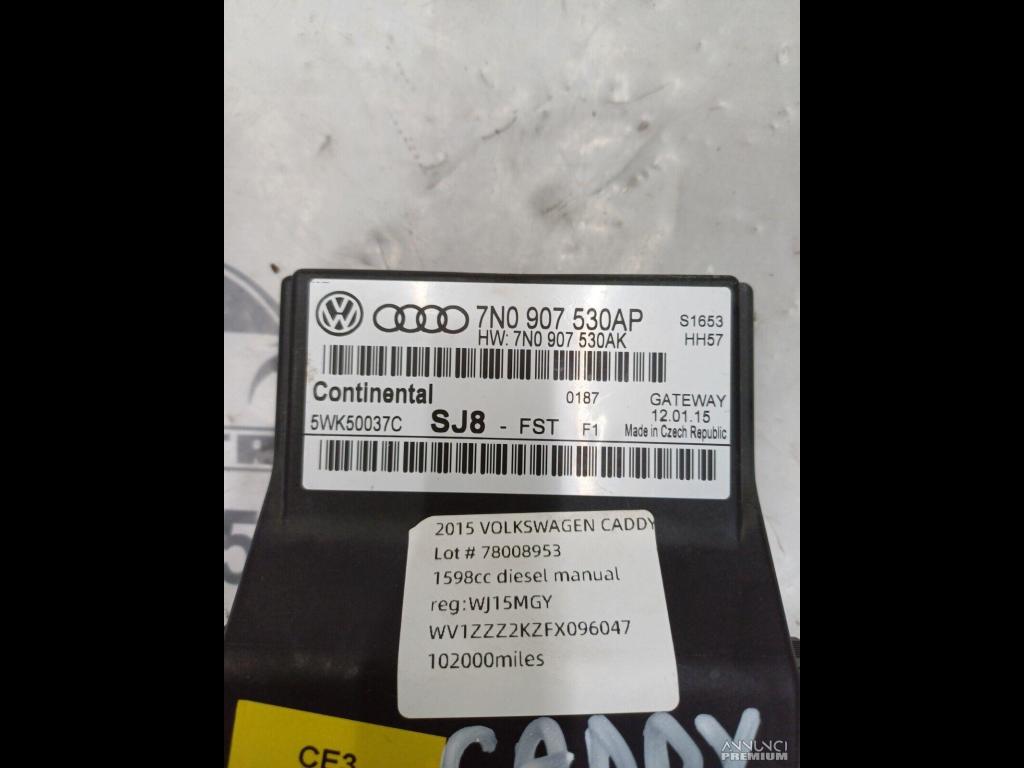 7N0 907 530AP S1653
HW: 7N0 907 530AK HH57
Continental 0187 GATEWAY
12.01.15
5WK50037C SJ8 - FST F1 Made in Czech Republic
2015 VOLKSWAGEN CADDY
Lot # 78008953
1598cc diesel manual
reg:WJ15MGY
WV1ZZZ2KZFX096047
102000miles
CE3
CADDY
ANNUNCI
PREMIUM